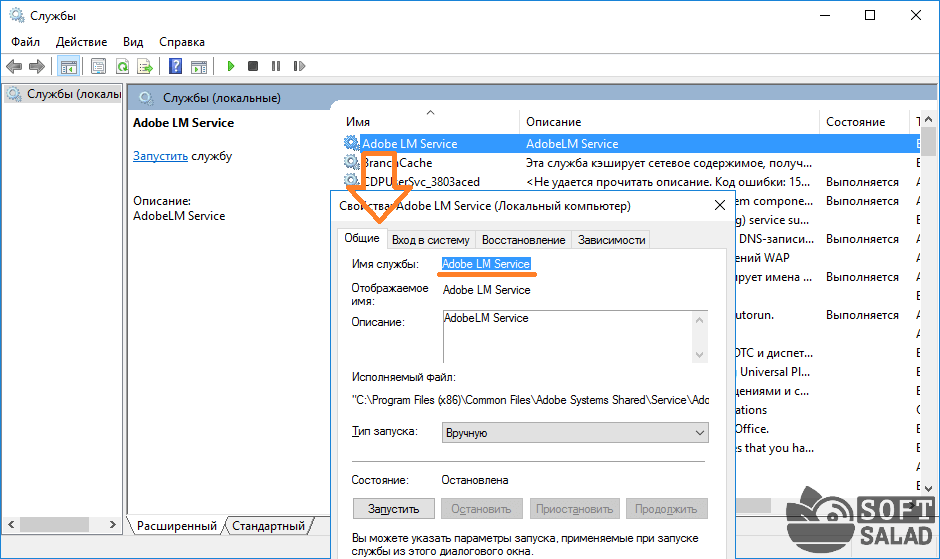 Службы
Файл Действие Вид Справка
Службы (локаль
Службы (локальные)
Adobe LM Service
Запустить службу
Описание:
AdobeLM Service
Имя Описание Состояние
Adobe LM Service AdobeLM Service
BranchCache Эта служба кэширует сетевое содержимое, получ...
CDPUserSvc_3803aced <Не удается прочитать описание. Код ошибки: 15... Выполняется
em compone... Выполняется
g) service su...
DNS-записи... Выполняется
ений WAP
ирует имена Выполняется
utorun. Выполняется
DTC и диспет...
g Universal Pl...
ждениями и с...
ations
Office.
es that you ha...
Свойства: Adobe LM Service (Локальный компьютер)
Общие Вход в систему Восстановление Зависимости
Имя службы: Adobe LM Service
Отображаемое имя: Adobe LM Service
Описание: AdobeLM Service
Исполняемый файл:
"C:\Program Files (x86)\Common Files\Adobe Systems Shared\Service\Adc
Тип запуска: Вручную
Состояние: Остановлена
Запустить Остановить Приостановить Продолжить
Вы можете указать параметры запуска, применяемые при запуске
службы из этого диалогового окна.
Расширенный Стандартный
SOFT
SALAD